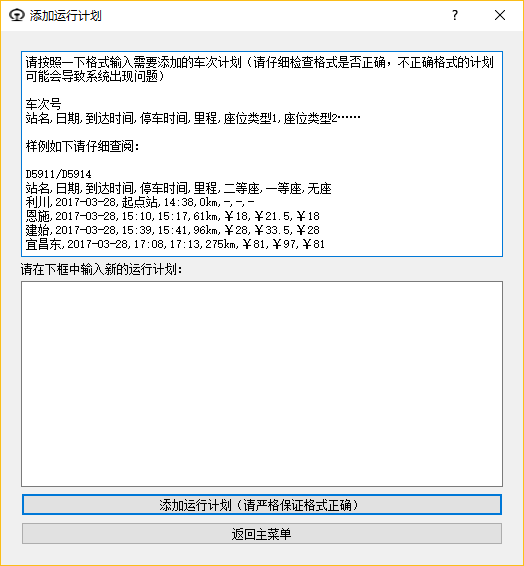 添加运行计划
请按照一下格式输入需要添加的车次计划（请仔细检查格式是否正确，不正确格式的计划
可能会导致系统出现问题）
车次号
站名,日期,到达时间,停车时间,里程,座位类型1,座位类型2……
样例如下请仔细查阅：
D5911/D5914
站名,日期,到达时间,停车时间,里程,二等座,一等座,无座
利川,2017-03-28,起点站,14:38,0km,-,-,-
恩施,2017-03-28,15:10,15:17,61km,￥18,￥21.5,￥18
建始,2017-03-28,15:39,15:41,96km,￥28,￥33.5,￥28
宜昌东,2017-03-28,17:08,17:13,275km,￥81,￥97,￥81
请在下框中输入新的运行计划：
添加运行计划（请严格保证格式正确）
返回主菜单